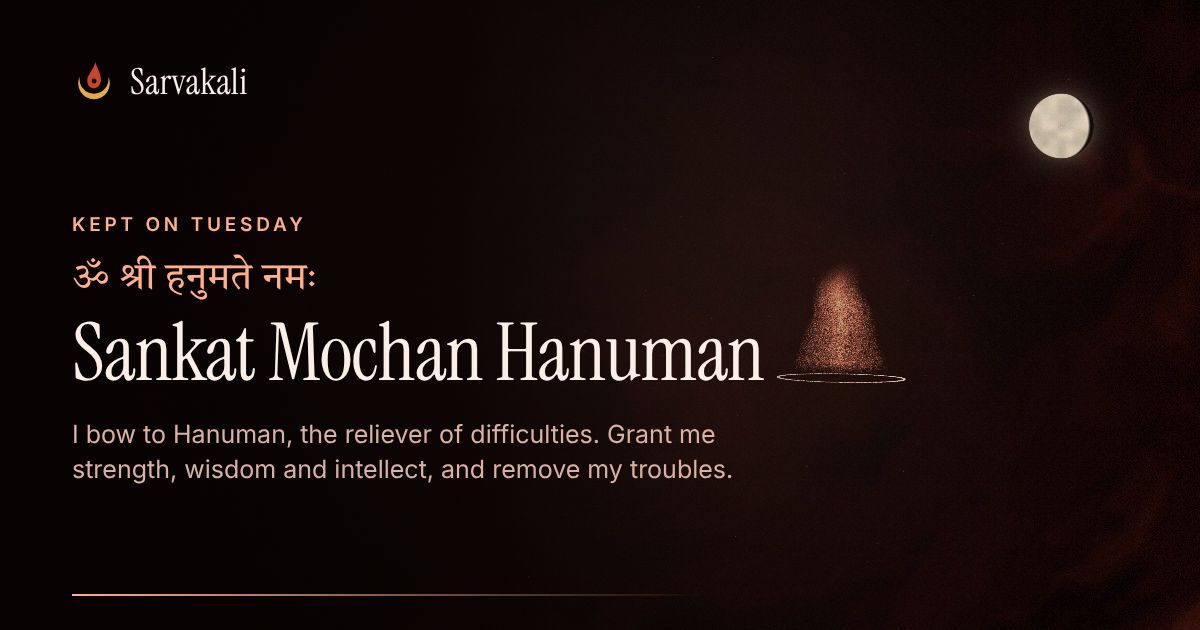 Sarvakali
KEPT ON TUESDAY
ॐ श्री हनुमते नमः
Sankat Mochan Hanuman
I bow to Hanuman, the reliever of difficulties. Grant me
strength, wisdom and intellect, and remove my troubles.